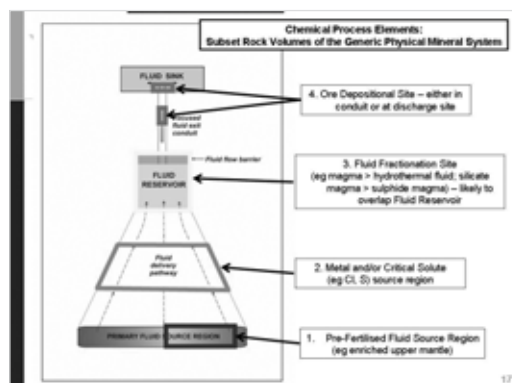 Chemical Process Elements:
Subset Rock Volumes of the Generic Physical Mineral System
FLUID SINK
4. Ore Depositional Site – either in
conduit or at discharge site
fluid exit
conduit
Fluid flow barrier
FLUID
RESERVOIR
3. Fluid Fractionation Site
(eg magma > hydrothermal fluid; silicate
magma > sulphide magma) – likely to
overlap Fluid Reservoir
Fluid
delivery
pathway
2. Metal and/or Critical Solute
(eg Cl, S) source region
PRIMARY FLUID SOURCE REGION
1. Pre-Fertilised Fluid Source Region
(eg enriched upper mantle)
17